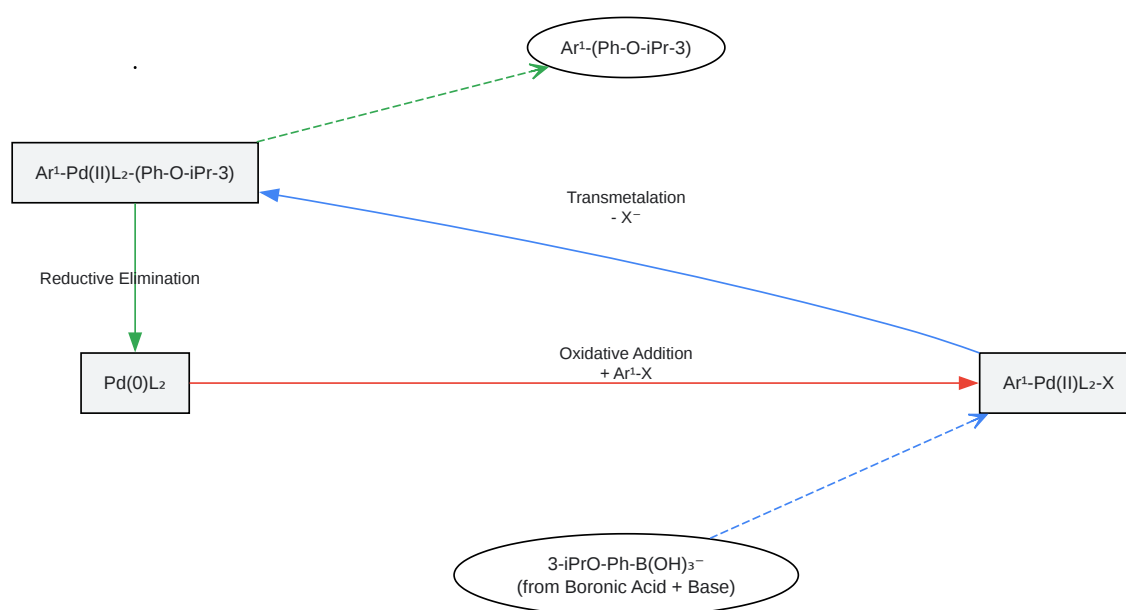 Ar¹-(Ph-O-iPr-3)
Ar¹-Pd(II)L₂-(Ph-O-iPr-3)
Transmetalation
- X⁻
Reductive Elimination
Oxidative Addition
+ Ar¹-X
Pd(0)L₂
Ar¹-Pd(II)L₂-X
3-iPrO-Ph-B(OH)₃⁻
(from Boronic Acid + Base)